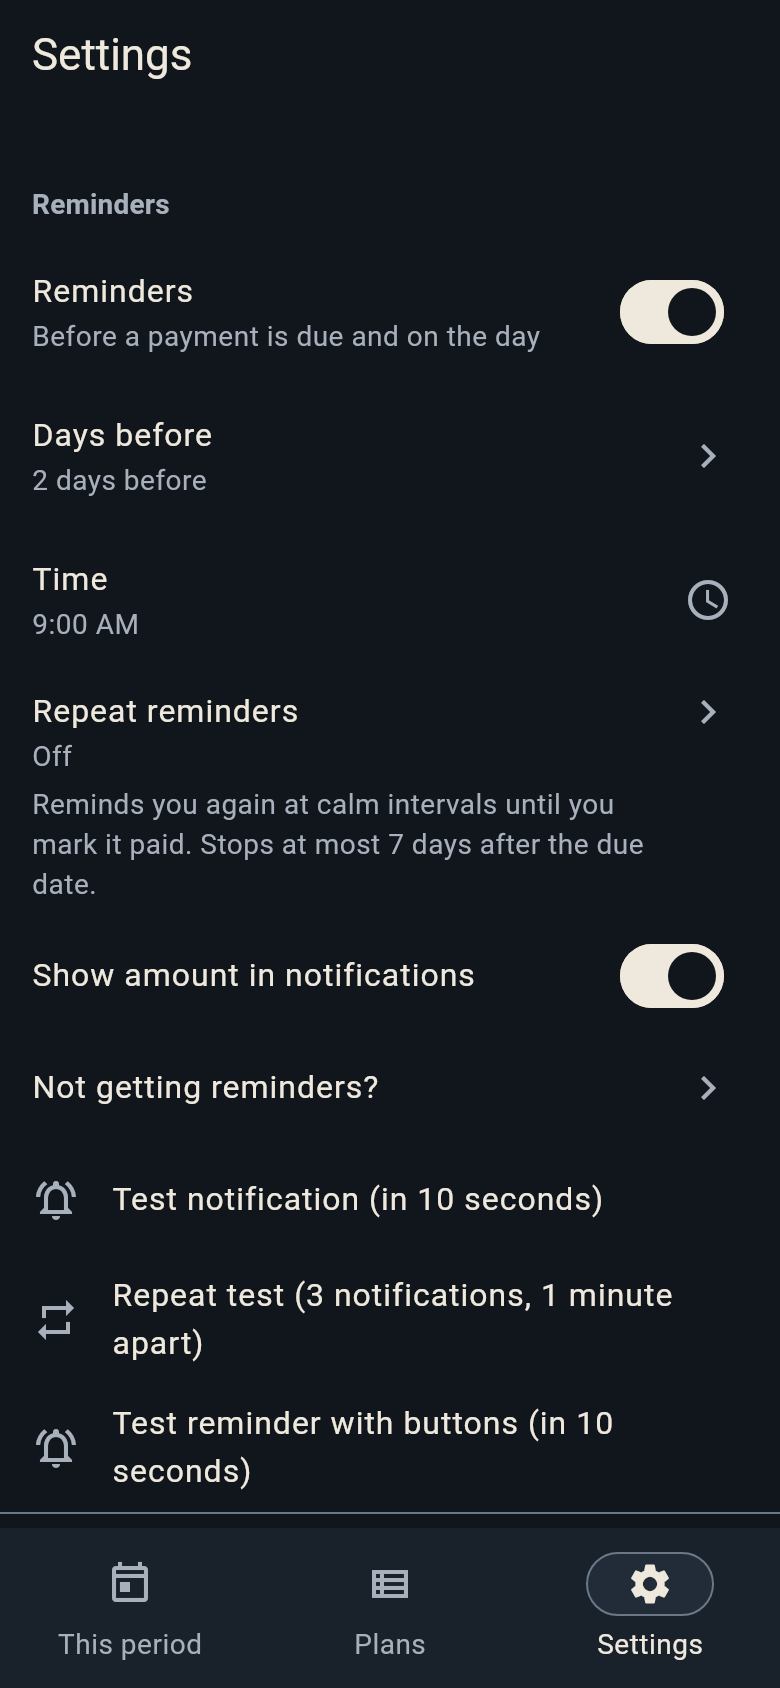 Settings
Reminders
Reminders
Before a payment is due and on the day
Days before
2 days before
Time
9:00 AM
Repeat reminders
Off
Reminds you again at calm intervals until you
mark it paid. Stops at most 7 days after the due
date.
Show amount in notifications
Not getting reminders?
Test notification (in 10 seconds)
Repeat test (3 notifications, 1 minute
apart)
Test reminder with buttons (in 10
seconds)
This period
Plans
Settings